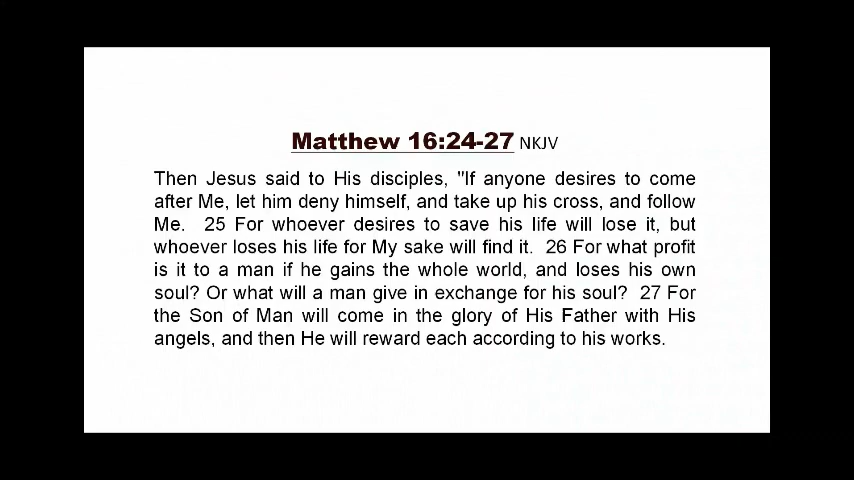 Matthew 16:24-27 NKJV
Then Jesus said to His disciples, "If anyone desires to come
after Me, let him deny himself, and take up his cross, and follow
Me. 25 For whoever desires to save his life will lose it, but
whoever loses his life for My sake will find it. 26 For what profit
is it to a man if he gains the whole world, and loses his own
soul? Or what will a man give in exchange for his soul? 27 For
the Son of Man will come in the glory of His Father with His
angels, and then He will reward each according to his works.